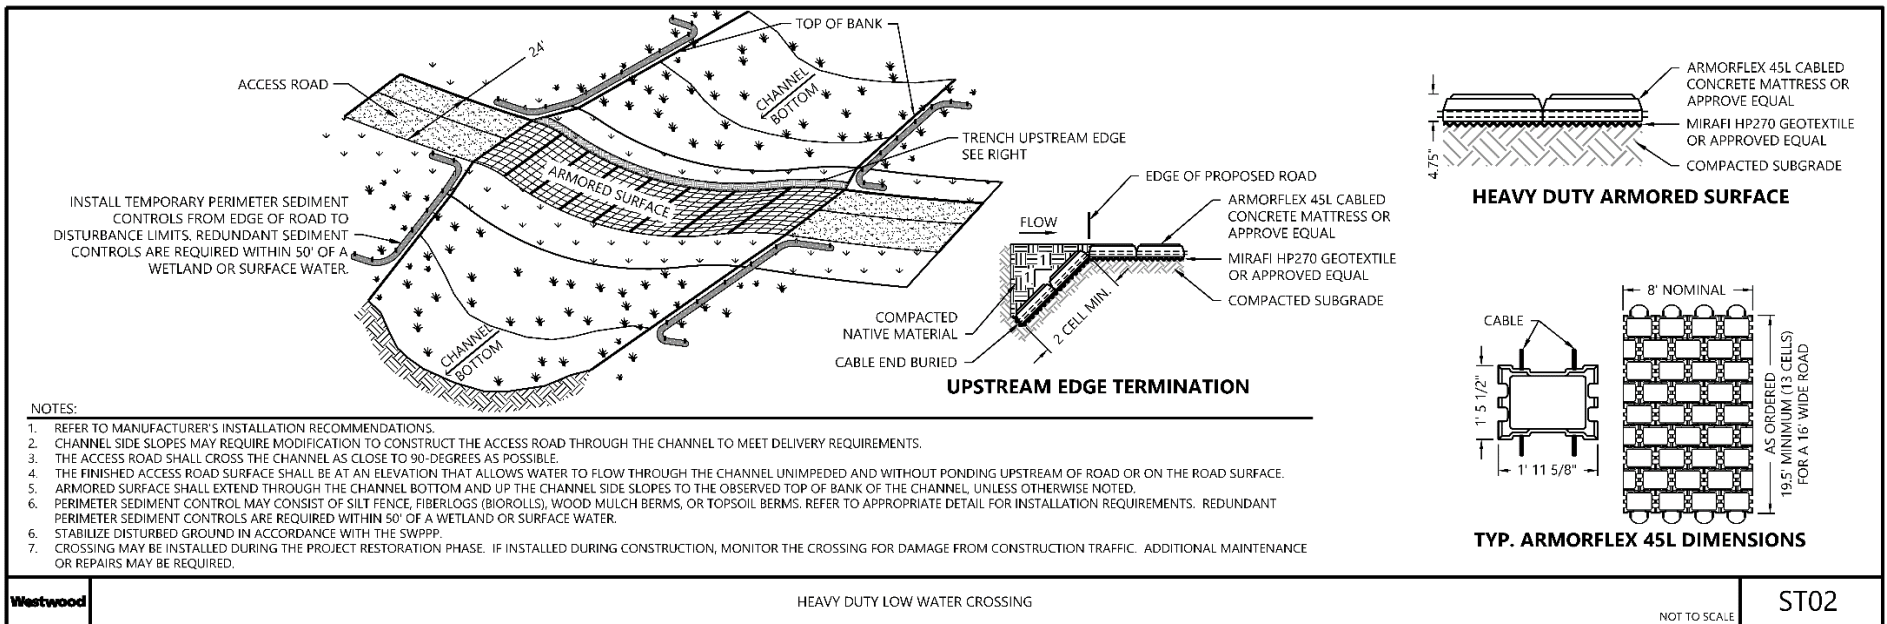 TOP OF BANK
24'
ACCESS ROAD
CHANNEL
BOTTOM
TRENCH UPSTREAM EDGE
SEE RIGHT
ARMORED SURFACE
INSTALL TEMPORARY PERIMETER SEDIMENT
CONTROLS FROM EDGE OF ROAD TO
DISTURBANCE LIMITS. REDUNDANT SEDIMENT
CONTROLS ARE REQUIRED WITHIN 50' OF A
WETLAND OR SURFACE WATER.
CHANNEL
BOTTOM
EDGE OF PROPOSED ROAD
FLOW
ARMORFLEX 45L CABLED
CONCRETE MATTRESS OR
APPROVE EQUAL
MIRAFI HP270 GEOTEXTILE
OR APPROVED EQUAL
COMPACTED SUBGRADE
1
1
2 CELL MIN.
COMPACTED
NATIVE MATERIAL
CABLE END BURIED
UPSTREAM EDGE TERMINATION
ARMORFLEX 45L CABLED
CONCRETE MATTRESS OR
APPROVE EQUAL
MIRAFI HP270 GEOTEXTILE
OR APPROVED EQUAL
COMPACTED SUBGRADE
4.75"
HEAVY DUTY ARMORED SURFACE
8' NOMINAL
CABLE
1' 5 1/2"
1' 11 5/8"
AS ORDERED
19.5' MINIMUM (13 CELLS)
FOR A 16' WIDE ROAD
TYP. ARMORFLEX 45L DIMENSIONS
NOTES:
1. REFER TO MANUFACTURER'S INSTALLATION RECOMMENDATIONS.
2. CHANNEL SIDE SLOPES MAY REQUIRE MODIFICATION TO CONSTRUCT THE ACCESS ROAD THROUGH THE CHANNEL TO MEET DELIVERY REQUIREMENTS.
3. THE ACCESS ROAD SHALL CROSS THE CHANNEL AS CLOSE TO 90-DEGREES AS POSSIBLE.
4. THE FINISHED ACCESS ROAD SURFACE SHALL BE AT AN ELEVATION THAT ALLOWS WATER TO FLOW THROUGH THE CHANNEL UNIMPEDED AND WITHOUT PONDING UPSTREAM OF ROAD OR ON THE ROAD SURFACE.
5. ARMORED SURFACE SHALL EXTEND THROUGH THE CHANNEL BOTTOM AND UP THE CHANNEL SIDE SLOPES TO THE OBSERVED TOP OF BANK OF THE CHANNEL, UNLESS OTHERWISE NOTED.
6. PERIMETER SEDIMENT CONTROL MAY CONSIST OF SILT FENCE, FIBERLOGS (BIOROLLS), WOOD MULCH BERMS, OR TOPSOIL BERMS. REFER TO APPROPRIATE DETAIL FOR INSTALLATION REQUIREMENTS. REDUNDANT
PERIMETER SEDIMENT CONTROLS ARE REQUIRED WITHIN 50' OF A WETLAND OR SURFACE WATER.
6. STABILIZE DISTURBED GROUND IN ACCORDANCE WITH THE SWPPP.
7. CROSSING MAY BE INSTALLED DURING THE PROJECT RESTORATION PHASE. IF INSTALLED DURING CONSTRUCTION, MONITOR THE CROSSING FOR DAMAGE FROM CONSTRUCTION TRAFFIC. ADDITIONAL MAINTENANCE
OR REPAIRS MAY BE REQUIRED.
Westwood
HEAVY DUTY LOW WATER CROSSING
NOT TO SCALE
ST02